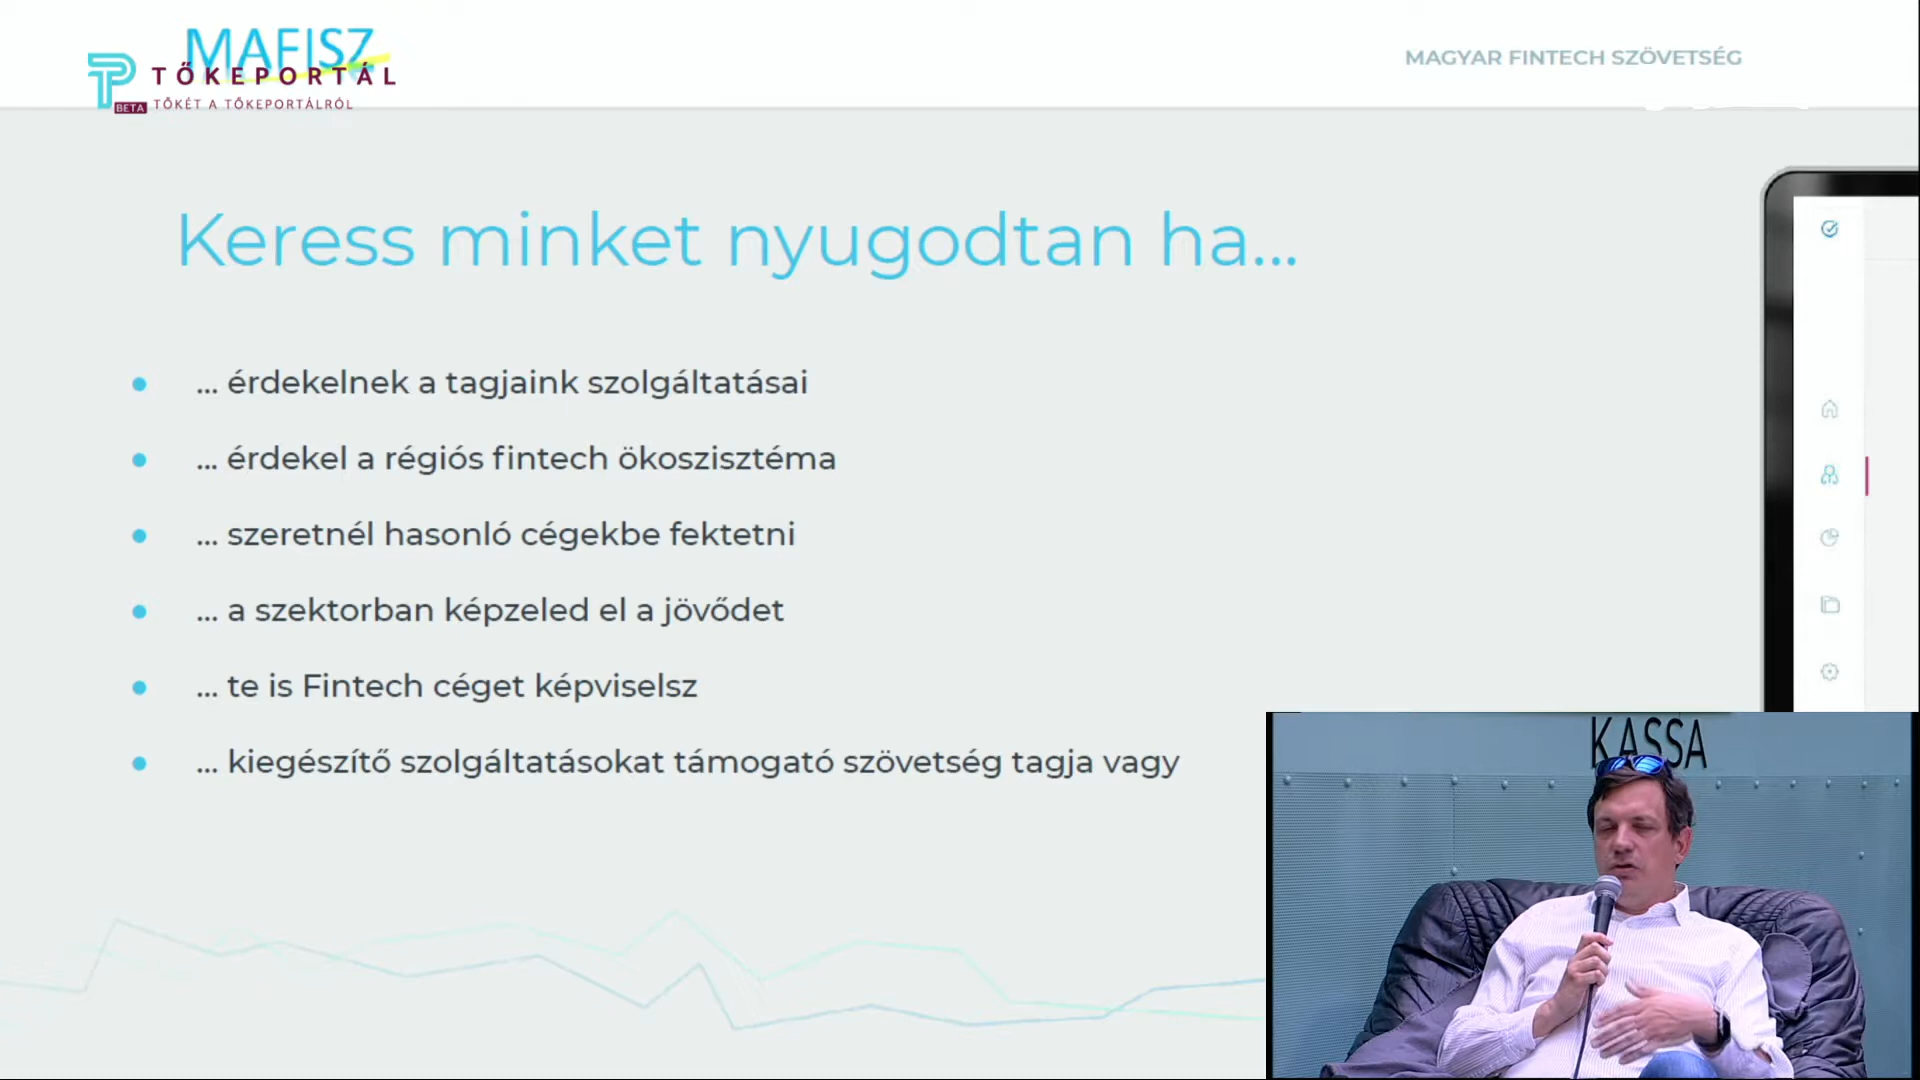 MAFISZ
TŐKEPORTÁL
BETA TŐKÉT A TŐKEPORTÁLRÓL
MAGYAR FINTECH SZÖVETSÉG
Keress minket nyugodtan ha...
• ... érdekelnek a tagjaink szolgáltatásai
• ... érdekel a régiós fintech ökoszisztéma
• ... szeretnél hasonló cégekbe fektetni
• ... a szektorban képzeled el a jövődet
• ... te is Fintech céget képviselsz
• ... kiegészítő szolgáltatásokat támogató szövetség tagja vagy
KASSA